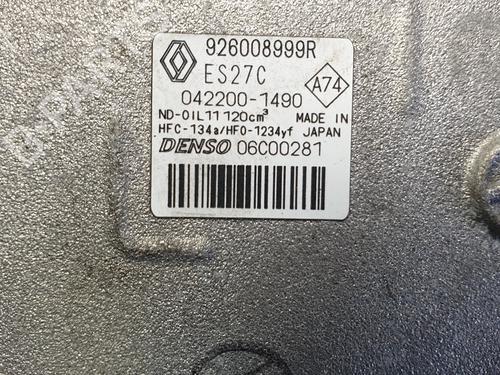 926008999R
ES27C
A74
042200-1490
ND-OIL11 120cm³ MADE IN
HFC-134a/HFO-1234yf JAPAN
DENSO 06C00281